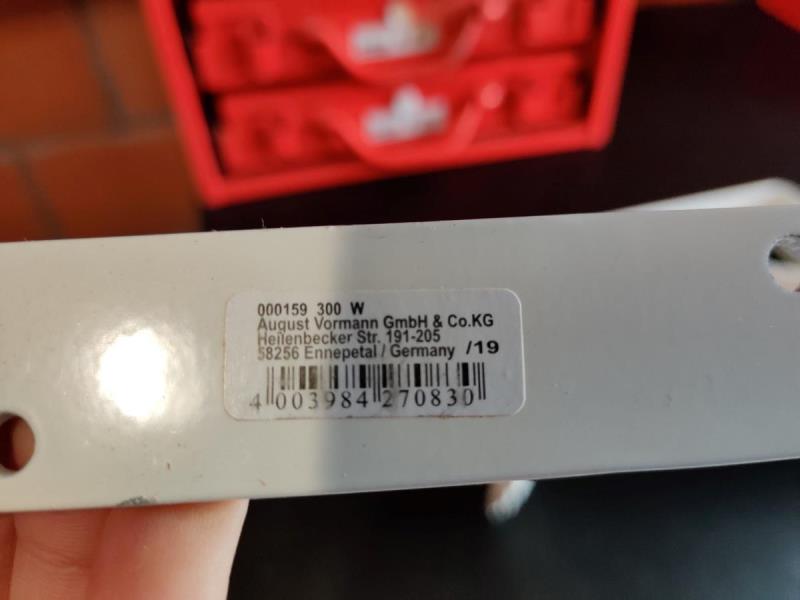 000159 300 W
August Vormann GmbH & Co.KG
Heilenbecker Str. 191-205
58256 Ennepetal / Germany /19
4 003984 270830